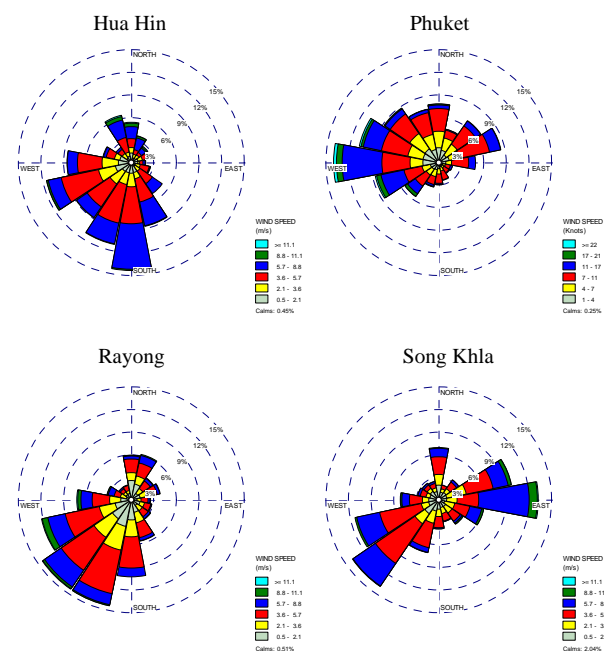 Hua Hin
NORTH
15%
12%
9%
6%
3%
WEST
EAST
SOUTH
WIND SPEED
(m/s)
>= 11.1
8.8 - 11.1
5.7 - 8.8
3.6 - 5.7
2.1 - 3.6
0.5 - 2.1
Calms: 0.45%
Phuket
NORTH
15%
12%
9%
6%
3%
WEST
EAST
SOUTH
WIND SPEED
(Knots)
>= 22
17 - 21
11 - 17
7 - 11
4 - 7
1 - 4
Calms: 0.25%
Rayong
NORTH
15%
12%
9%
6%
3%
WEST
EAST
SOUTH
WIND SPEED
(m/s)
>= 11.1
8.8 - 11.1
5.7 - 8.8
3.6 - 5.7
2.1 - 3.6
0.5 - 2.1
Calms: 0.51%
Song Khla
NORTH
15%
12%
9%
6%
3%
WEST
EAST
SOUTH
WIND SPEED
(m/s)
>= 11.1
8.8 - 11
5.7 - 8
3.6 - 5
2.1 - 3
0.5 - 2
Calms: 2.04%